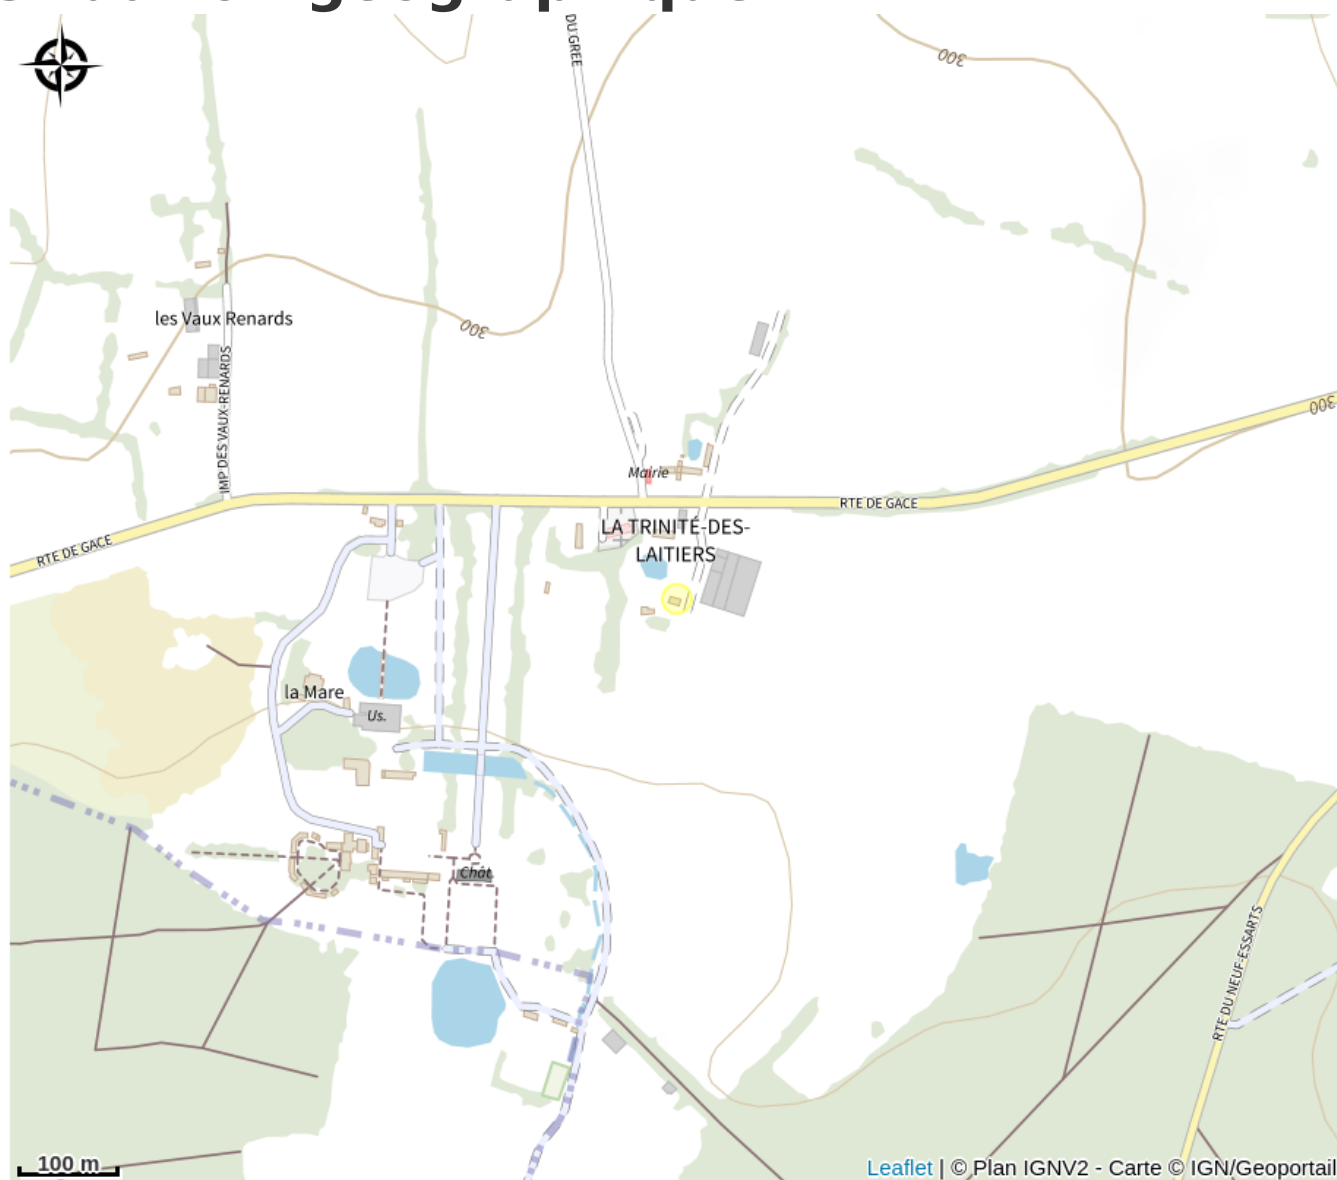 DU GREE
300
les Vaux Renards
300
IMP DES VAUX-RENARDS
300
Mairie
RTE DE GACE
LA TRINITÉ-DES-
LAITIERS
RTE DE GACE
la Mare
Us.
Chât
RTE DU NEUF-ESSARTS
100 m
Leaflet | © Plan IGNV2 - Carte © IGN/Geoportail